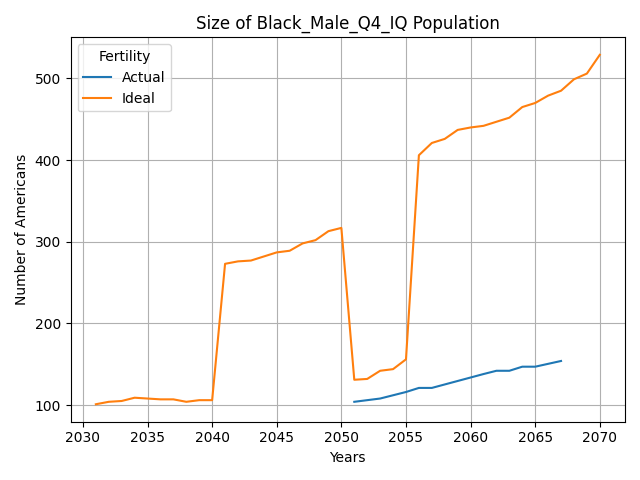 Size of Black_Male_Q4_IQ Population
Fertility
Actual
Ideal
Number of Americans
500
400
300
200
100
2030
2035
2040
2045
2050
2055
2060
2065
2070
Years